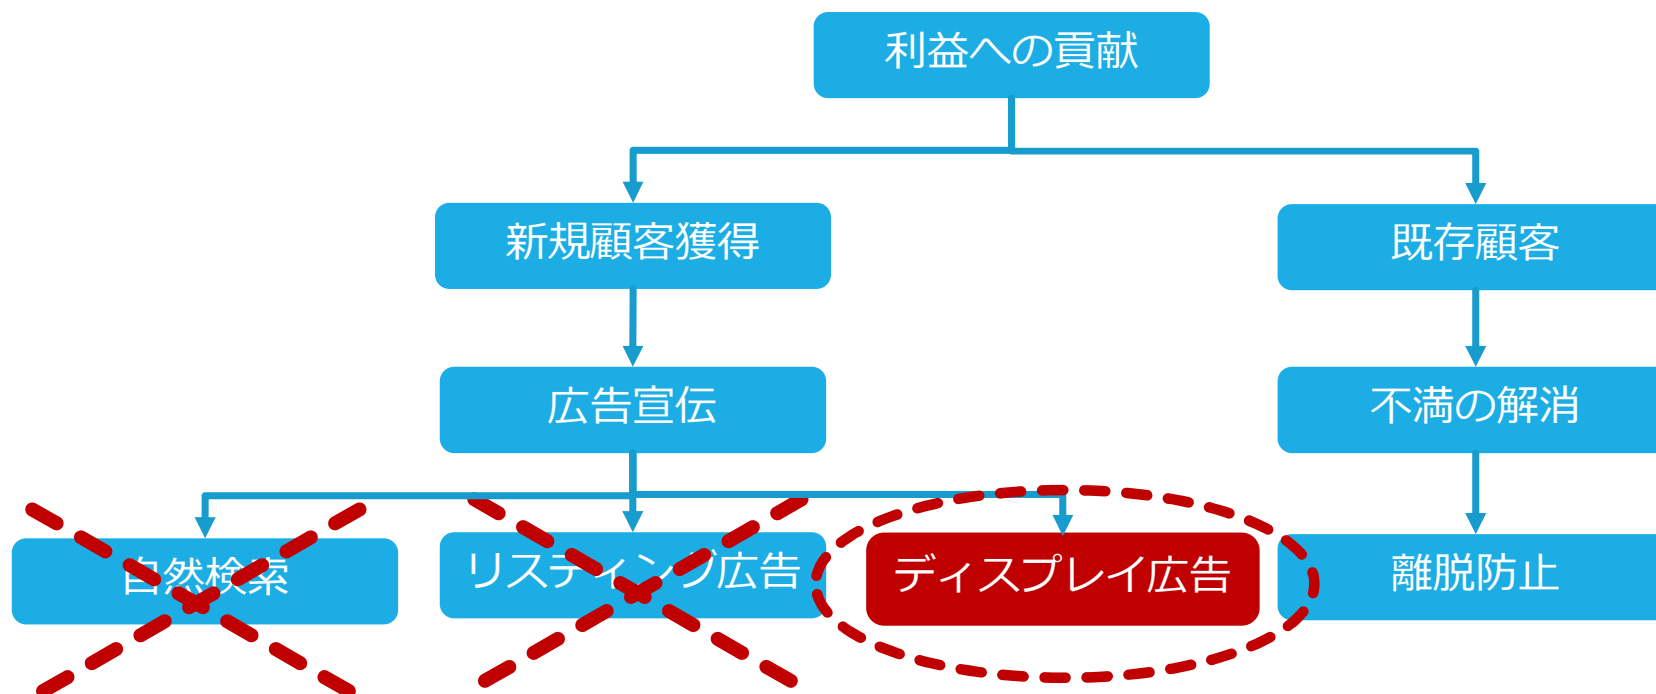 利益への貢献
新規顧客獲得
既存顧客
広告宣伝
不満の解消
自然検索
リスティング広告
ディスプレイ広告
離脱防止